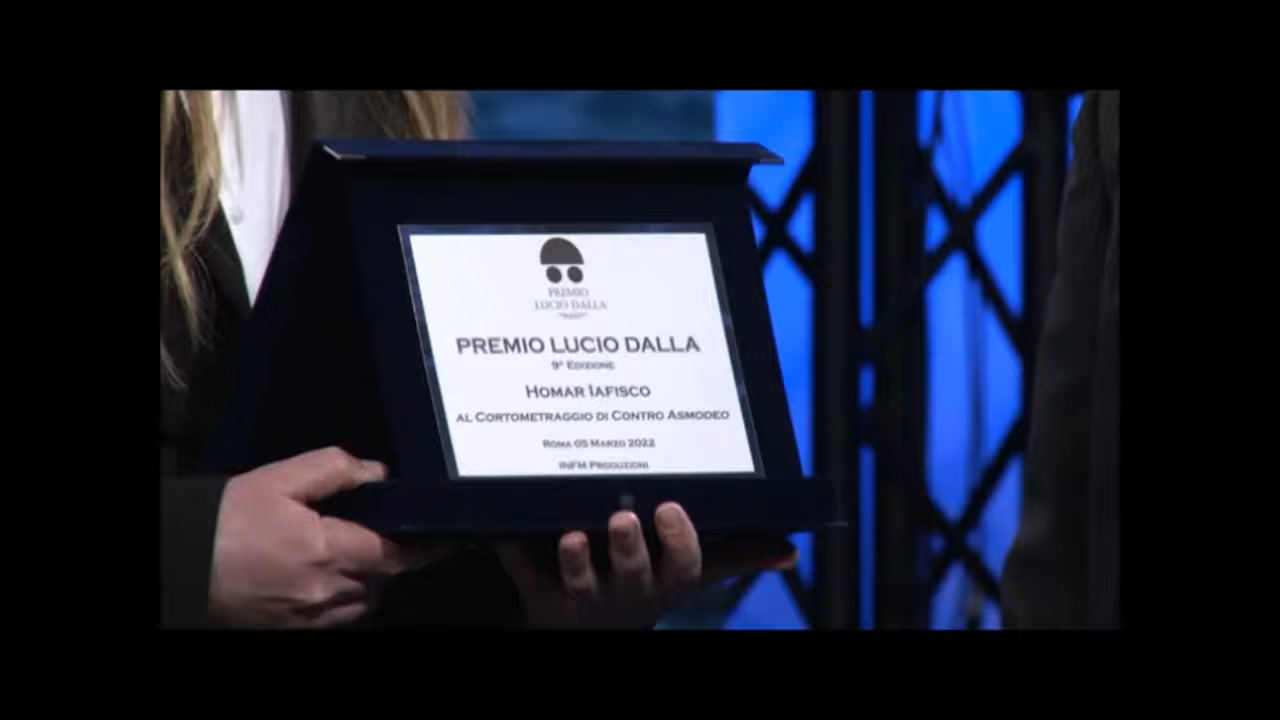 PREMIO
LUCIO DALLA
PREMIO LUCIO DALLA
9ª EDIZIONE
HOMAR IAFISCO
AL CORTOMETRAGGIO DI CONTRO ASMODEO
ROMA 05 MARZO 2022
INFM PRODUZIONI